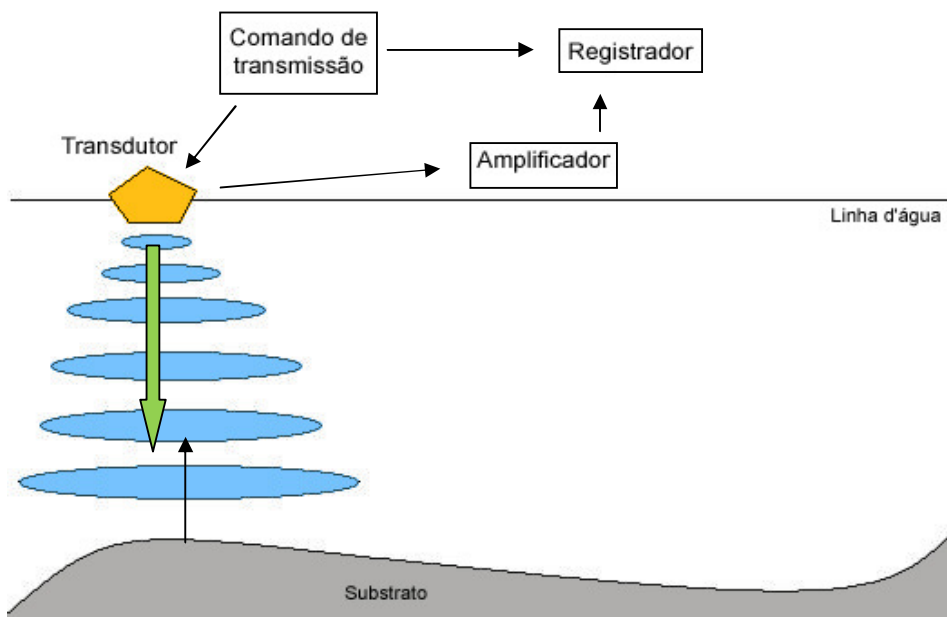 Comando de
transmissão
Registrador
Transdutor
Amplificador
Linha d'água
Substrato